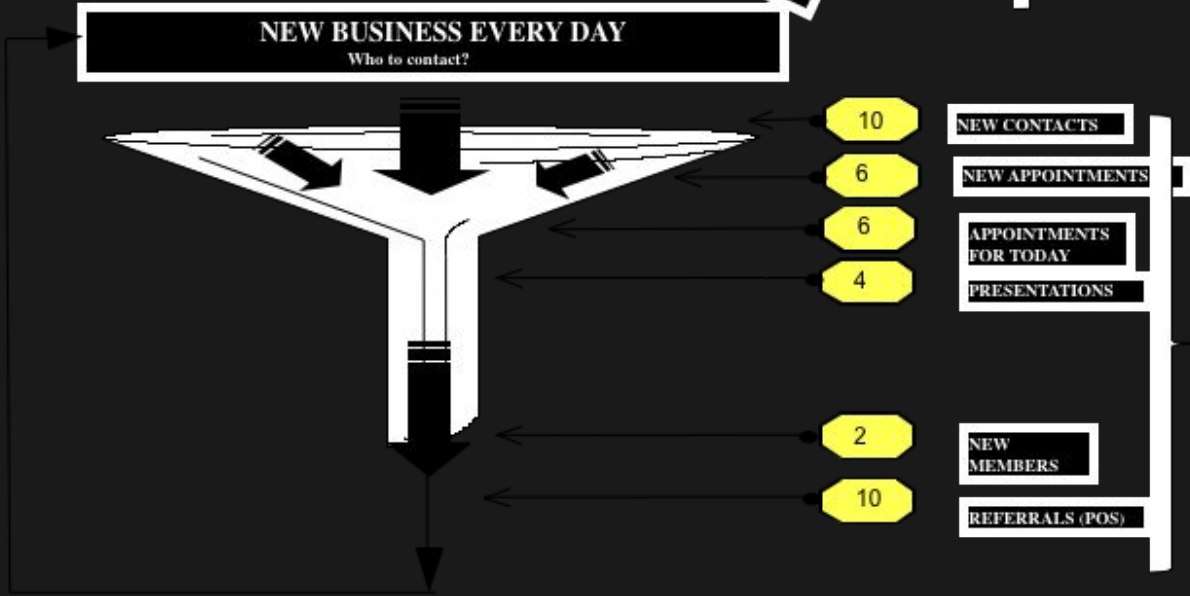 NEW BUSINESS EVERY DAY
Who to contact?
10
NEW CONTACTS
6
NEW APPOINTMENTS
6
APPOINTMENTS
FOR TODAY
4
PRESENTATIONS
2
NEW
MEMBERS
10
REFERRALS (POS)